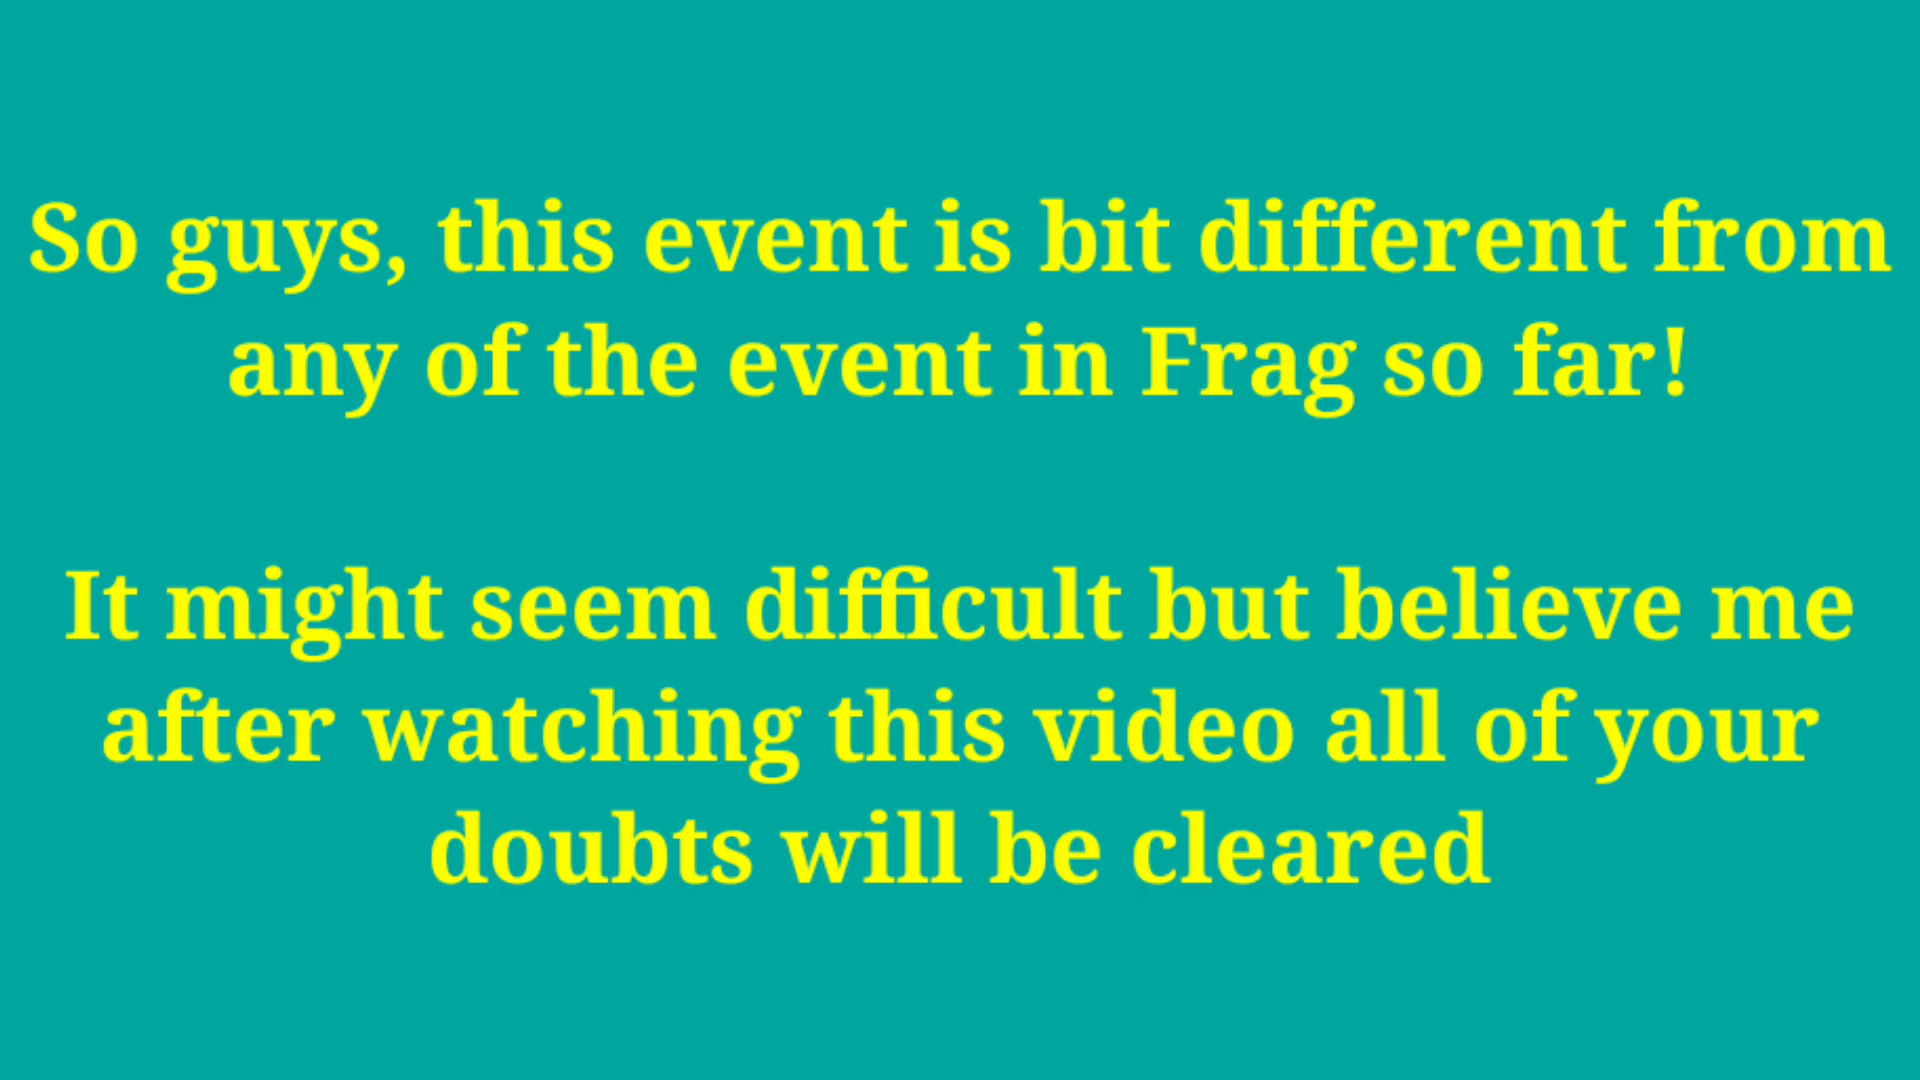 So guys, this event is bit different from
any of the event in Frag so far!
It might seem difficult but believe me
after watching this video all of your
doubts will be cleared